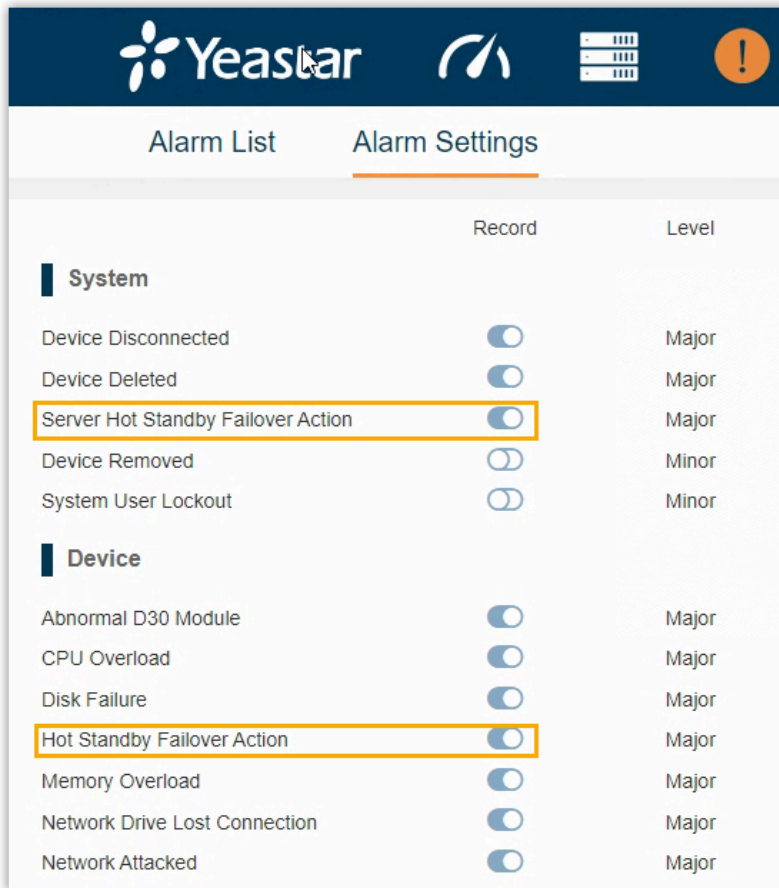 Yeastar
Alarm List Alarm Settings
Record Level
System
Device Disconnected Major
Device Deleted Major
Server Hot Standby Failover Action Major
Device Removed Minor
System User Lockout Minor
Device
Abnormal D30 Module Major
CPU Overload Major
Disk Failure Major
Hot Standby Failover Action Major
Memory Overload Major
Network Drive Lost Connection Major
Network Attacked Major